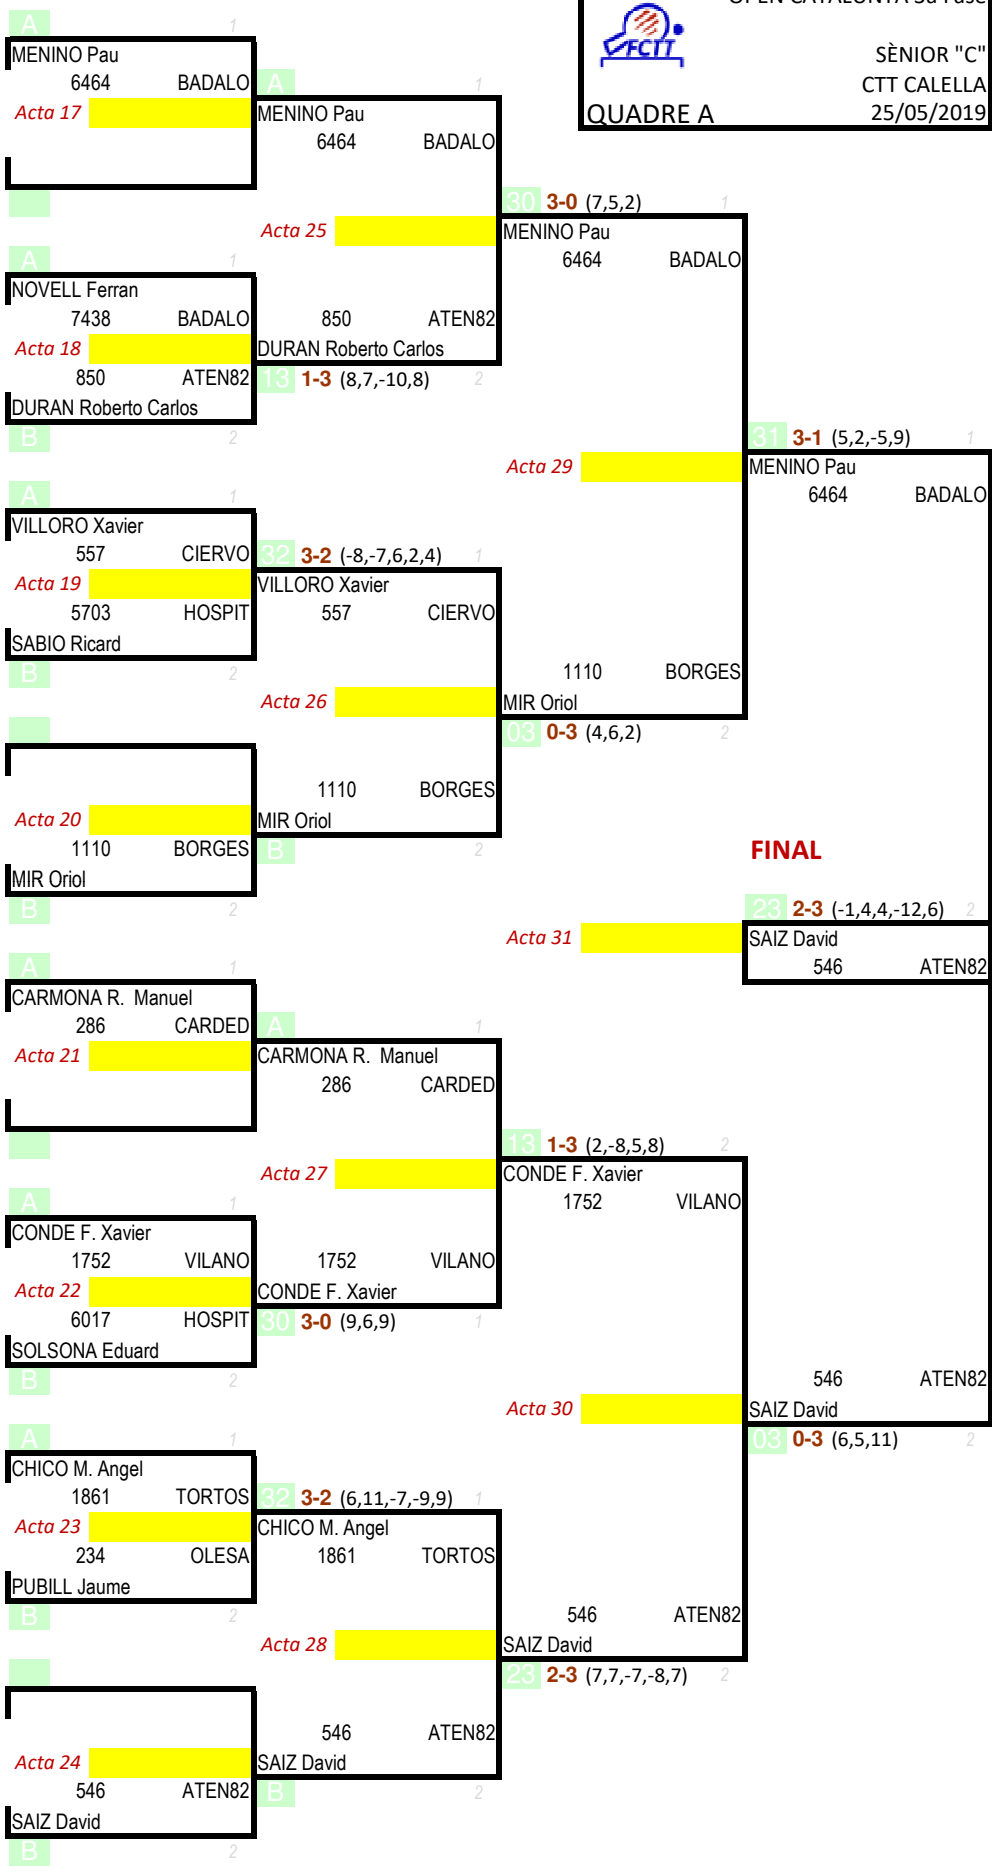 SÈNIOR "C"
CTT CALELLA
QUADRE A 25/05/2019
FCTT
A 1
MENINO Pau
6464 BADALO
Acta 17
A 1
MENINO Pau
6464 BADALO
Acta 25
30 3-0 (7,5,2) 1
MENINO Pau
6464 BADALO
A 1
NOVELL Ferran
7438 BADALO
Acta 18
850 ATEN82
DURAN Roberto Carlos
B 2
850 ATEN82
DURAN Roberto Carlos
13 1-3 (8,7,-10,8) 2
Acta 29
31 3-1 (5,2,-5,9) 1
MENINO Pau
6464 BADALO
A 1
VILLORO Xavier
557 CIERVO
Acta 19
5703 HOSPIT
SABIO Ricard
B 2
32 3-2 (-8,-7,6,2,4) 1
VILLORO Xavier
557 CIERVO
Acta 26
1110 BORGES
MIR Oriol
03 0-3 (4,6,2) 2
Acta 20
1110 BORGES
MIR Oriol
B 2
1110 BORGES
MIR Oriol
B 2
FINAL
23 2-3 (-1,4,4,-12,6) 2
Acta 31
SAIZ David
546 ATEN82
A 1
CARMONA R. Manuel
286 CARDED
Acta 21
A 1
CARMONA R. Manuel
286 CARDED
Acta 27
13 1-3 (2,-8,5,8) 2
CONDE F. Xavier
1752 VILANO
A 1
CONDE F. Xavier
1752 VILANO
Acta 22
6017 HOSPIT
SOLSONA Eduard
B 2
1752 VILANO
CONDE F. Xavier
30 3-0 (9,6,9) 1
Acta 30
546 ATEN82
SAIZ David
03 0-3 (6,5,11) 2
A 1
CHICO M. Angel
1861 TORTOS
Acta 23
234 OLESA
PUBILL Jaume
B 2
32 3-2 (6,11,-7,-9,9) 1
CHICO M. Angel
1861 TORTOS
Acta 28
546 ATEN82
SAIZ David
23 2-3 (7,7,-7,-8,7) 2
Acta 24
546 ATEN82
SAIZ David
B 2
546 ATEN82
SAIZ David
B 2